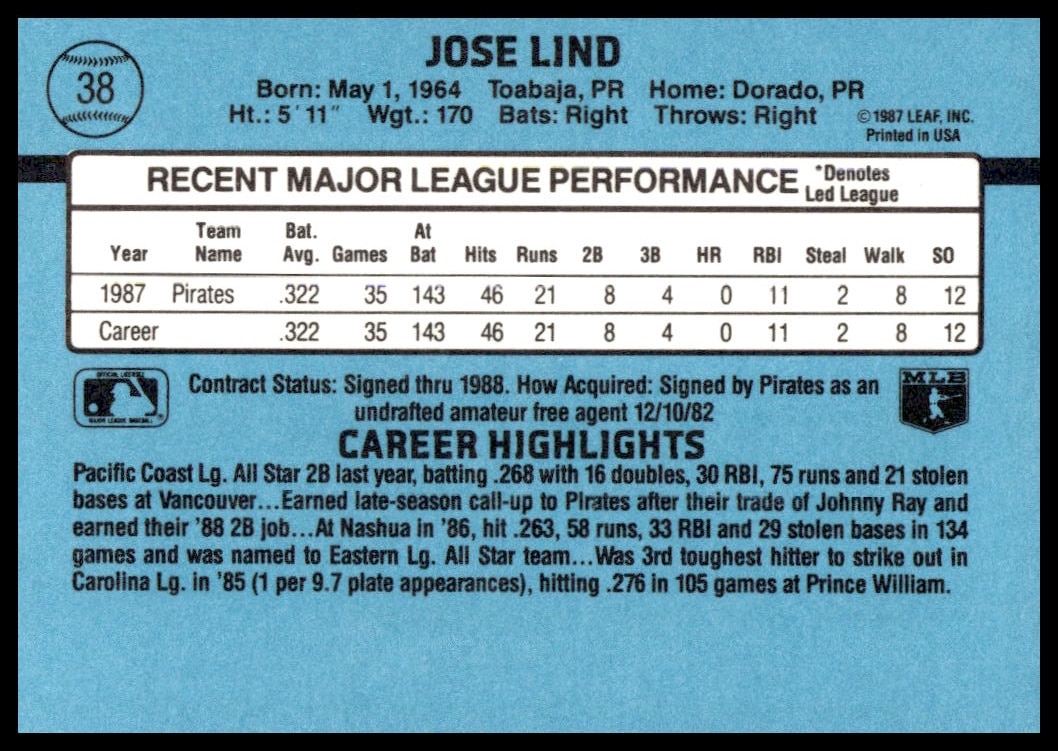 38
JOSE LIND
Born: May 1, 1964 Toabaja, PR Home: Dorado, PR
Ht.: 5' 11" Wgt.: 170 Bats: Right Throws: Right
©1987 LEAF, INC.
Printed in USA
RECENT MAJOR LEAGUE PERFORMANCE *Denotes Led League
Year Team Name Bat. Avg. Games At Bat Hits Runs 2B 3B HR RBI Steal Walk SO
1987 Pirates .322 35 143 46 21 8 4 0 11 2 8 12
Career .322 35 143 46 21 8 4 0 11 2 8 12
OFFICIAL LICENSEE
MAJOR LEAGUE BASEBALL
MLB
Contract Status: Signed thru 1988. How Acquired: Signed by Pirates as an
undrafted amateur free agent 12/10/82
CAREER HIGHLIGHTS
Pacific Coast Lg. All Star 2B last year, batting .268 with 16 doubles, 30 RBI, 75 runs and 21 stolen
bases at Vancouver...Earned late-season call-up to Pirates after their trade of Johnny Ray and
earned their '88 2B job...At Nashua in '86, hit .263, 58 runs, 33 RBI and 29 stolen bases in 134
games and was named to Eastern Lg. All Star team...Was 3rd toughest hitter to strike out in
Carolina Lg. in '85 (1 per 9.7 plate appearances), hitting .276 in 105 games at Prince William.